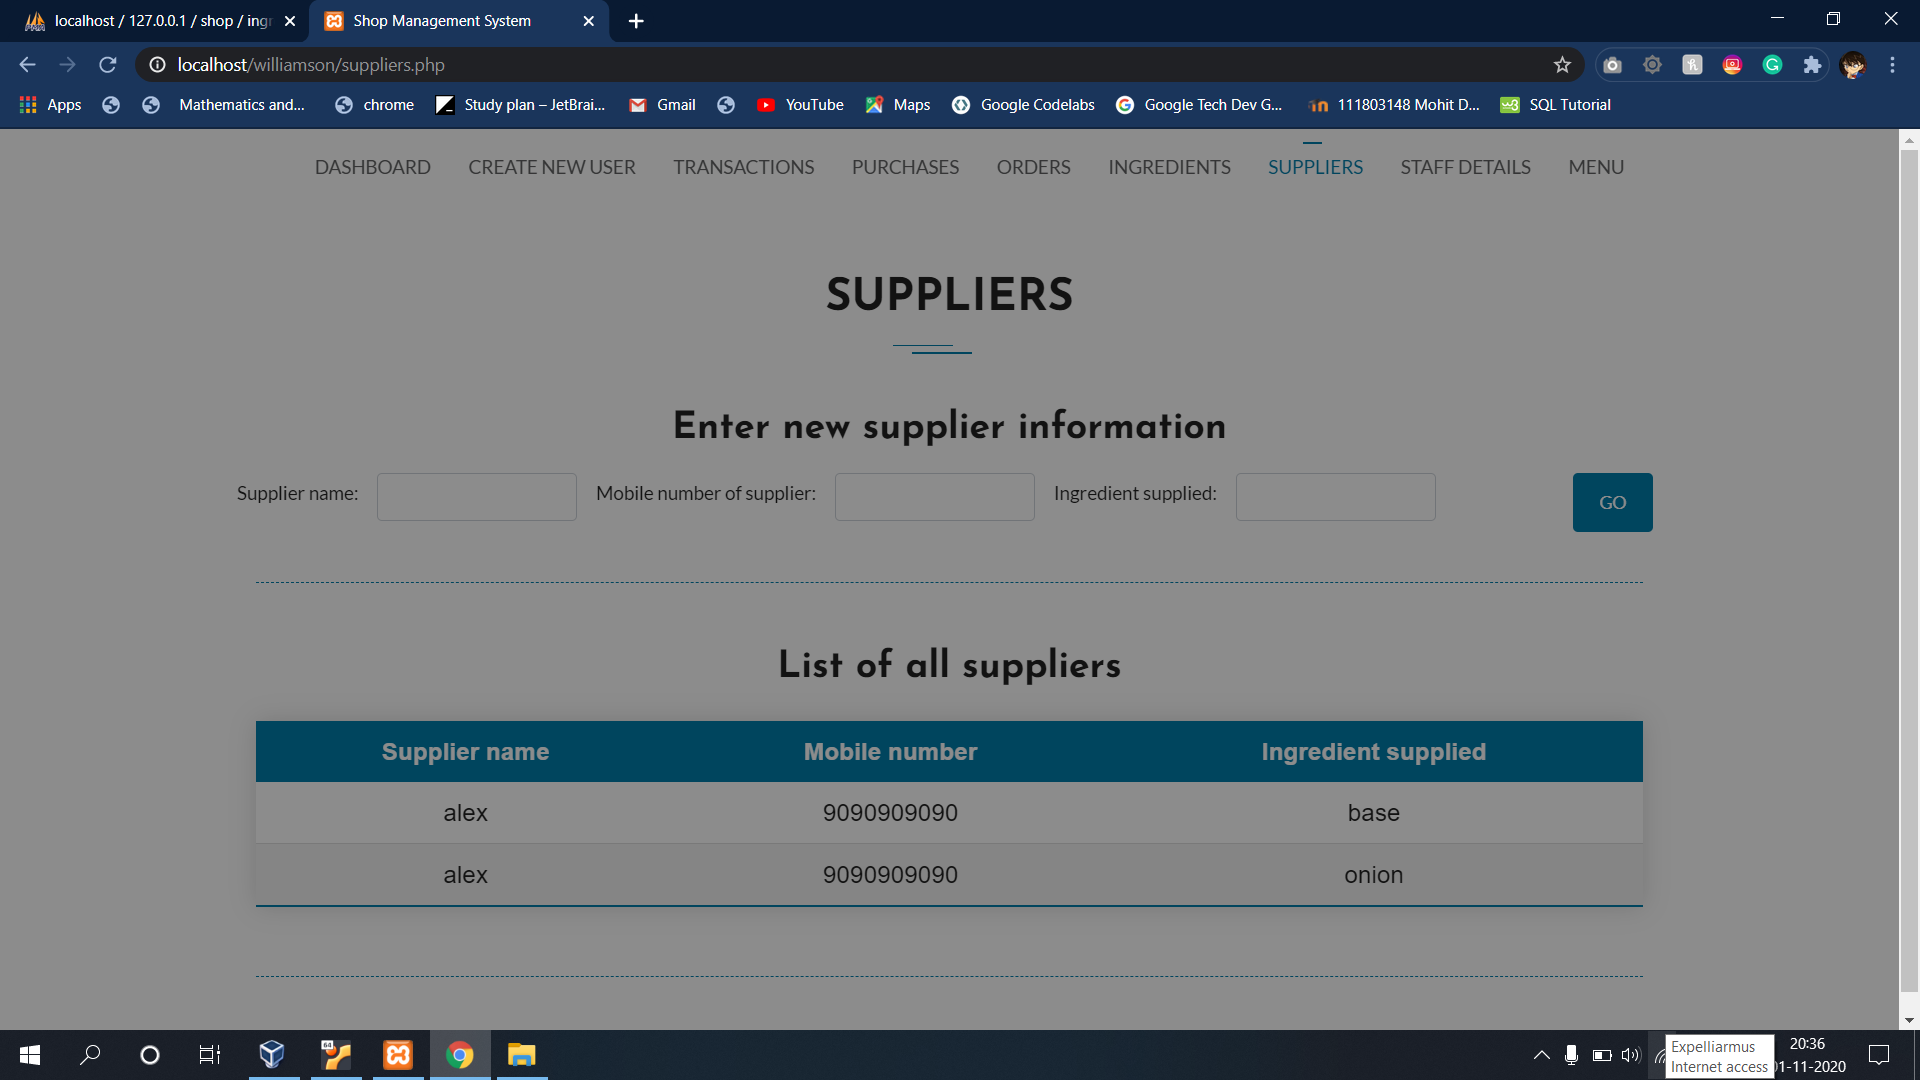 localhost / 127.0.0.1 / shop / ingr
Shop Management System
localhost/williamson/suppliers.php
Apps Mathematics and... chrome Study plan – JetBrai... Gmail YouTube Maps Google Codelabs Google Tech Dev G... 111803148 Mohit D... SQL Tutorial
DASHBOARD CREATE NEW USER TRANSACTIONS PURCHASES ORDERS INGREDIENTS SUPPLIERS STAFF DETAILS MENU
SUPPLIERS
Enter new supplier information
Supplier name: Mobile number of supplier: Ingredient supplied: GO
List of all suppliers
Supplier name Mobile number Ingredient supplied
alex 9090909090 base
alex 9090909090 onion
64
Expelliarmus
Internet access
20:36
01-11-2020